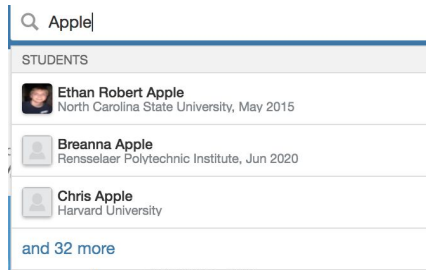 Apple
STUDENTS
Ethan Robert Apple
North Carolina State University, May 2015
Breanna Apple
Rensselaer Polytechnic Institute, Jun 2020
Chris Apple
Harvard University
and 32 more